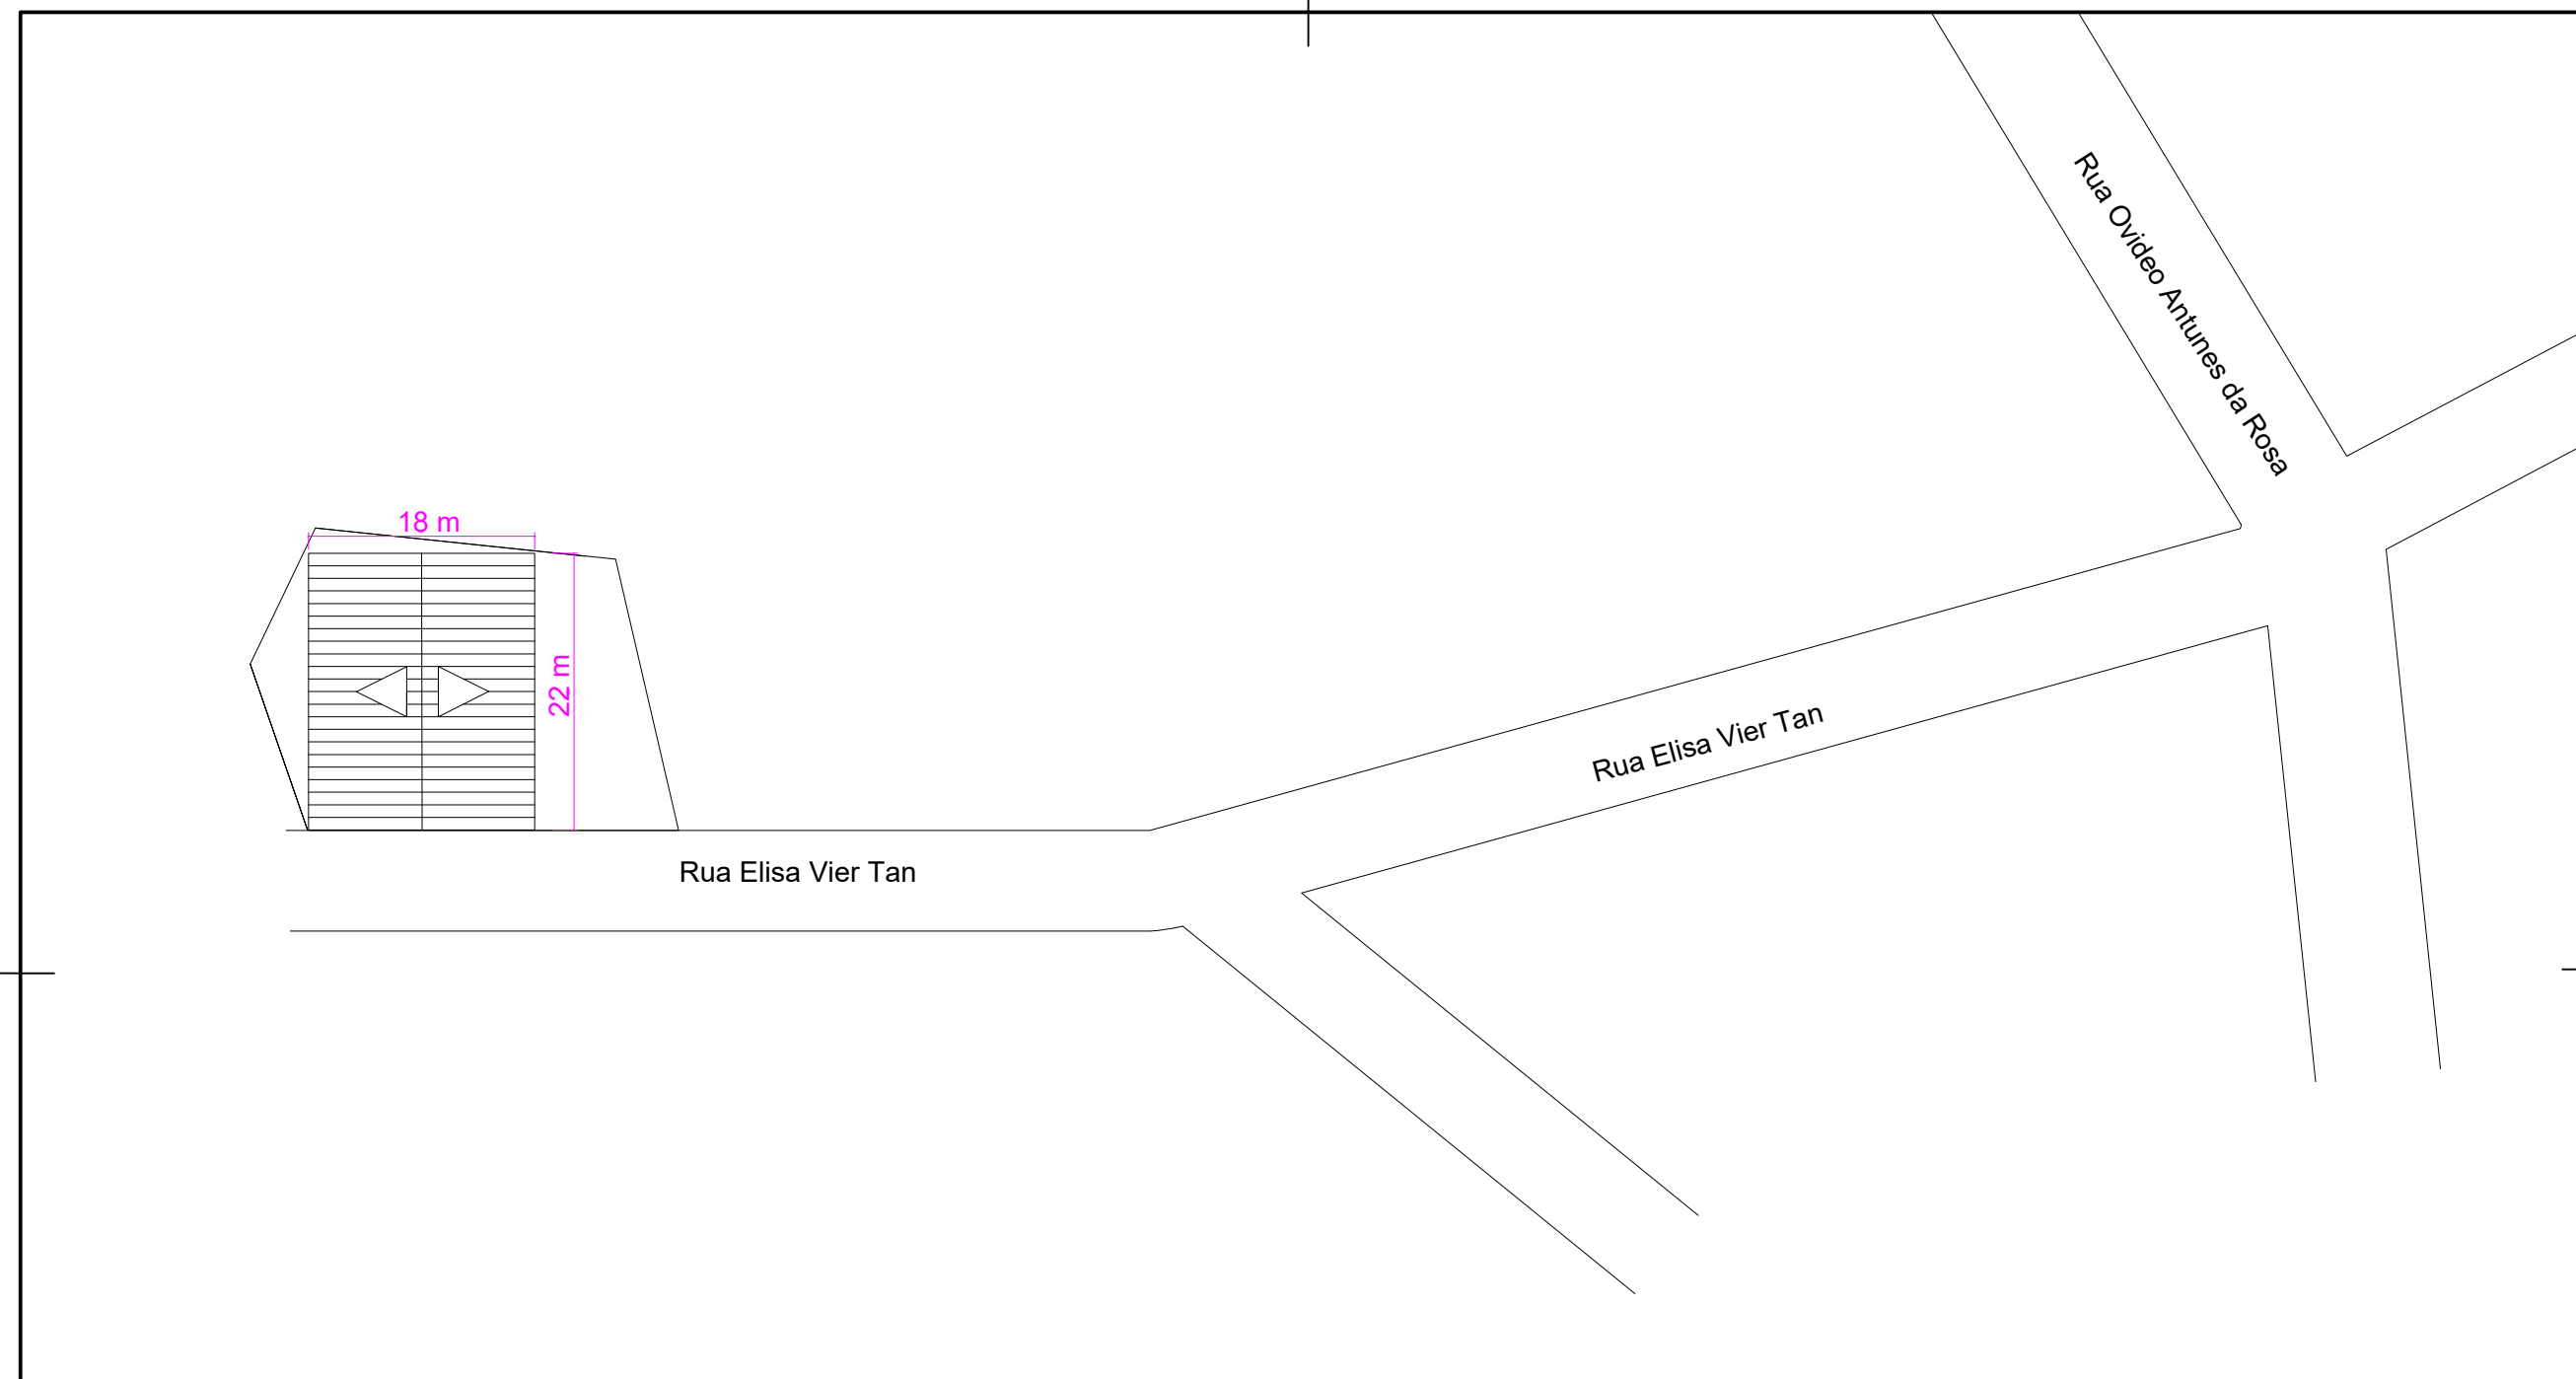 Rua Ovideo Antunes da Rosa
18 m
22 m
Rua Elisa Vier Tan
Rua Elisa Vier Tan